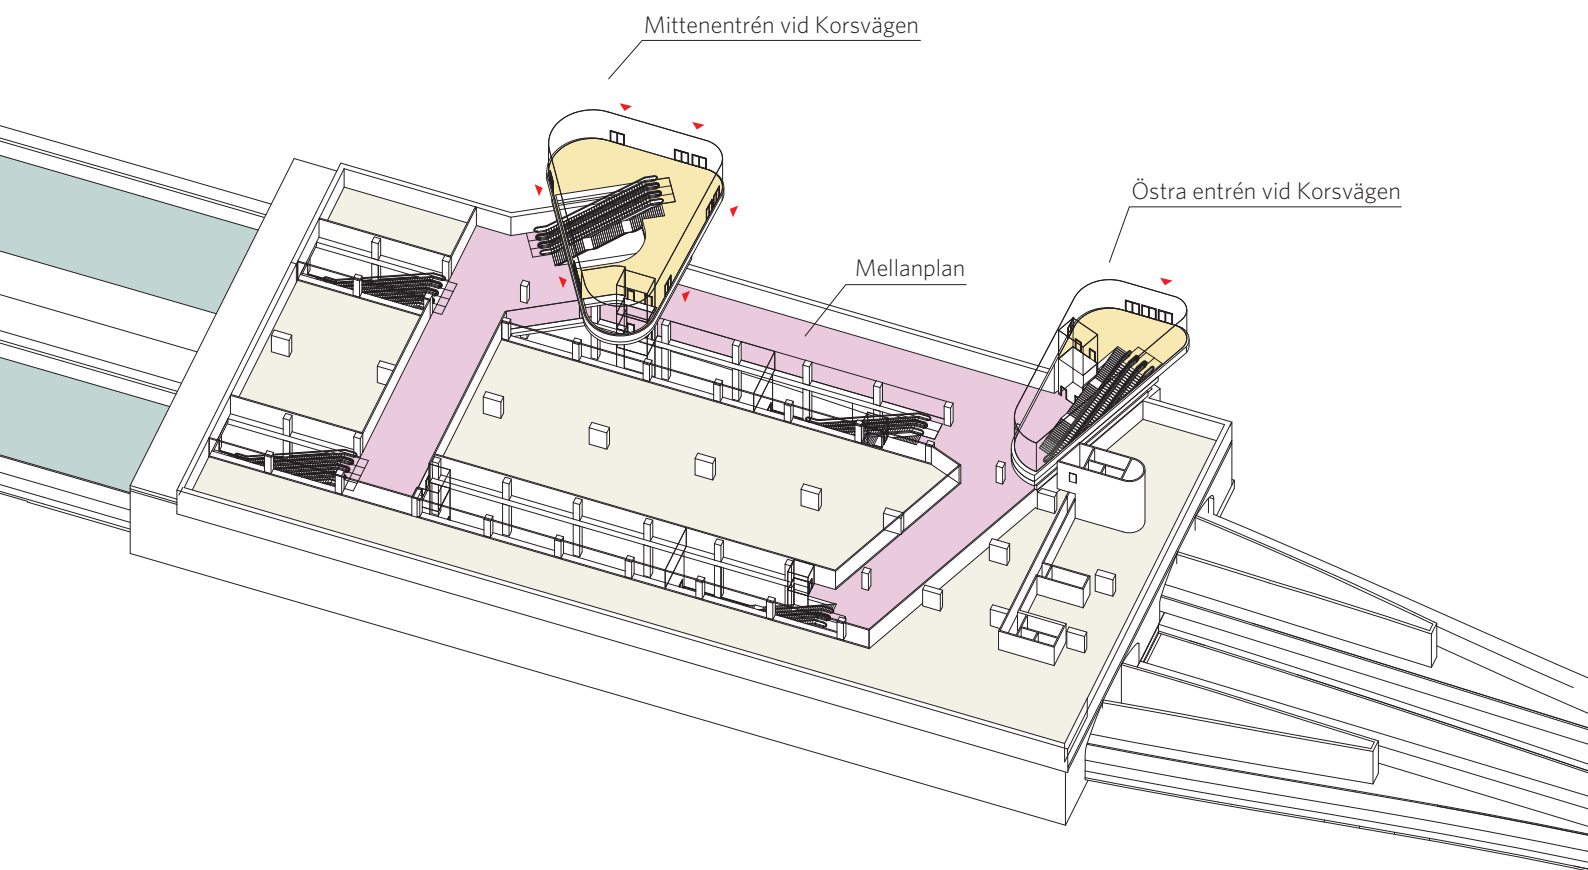 Mittenentrén vid Korsvägen
Östra entrén vid Korsvägen
Mellanplan